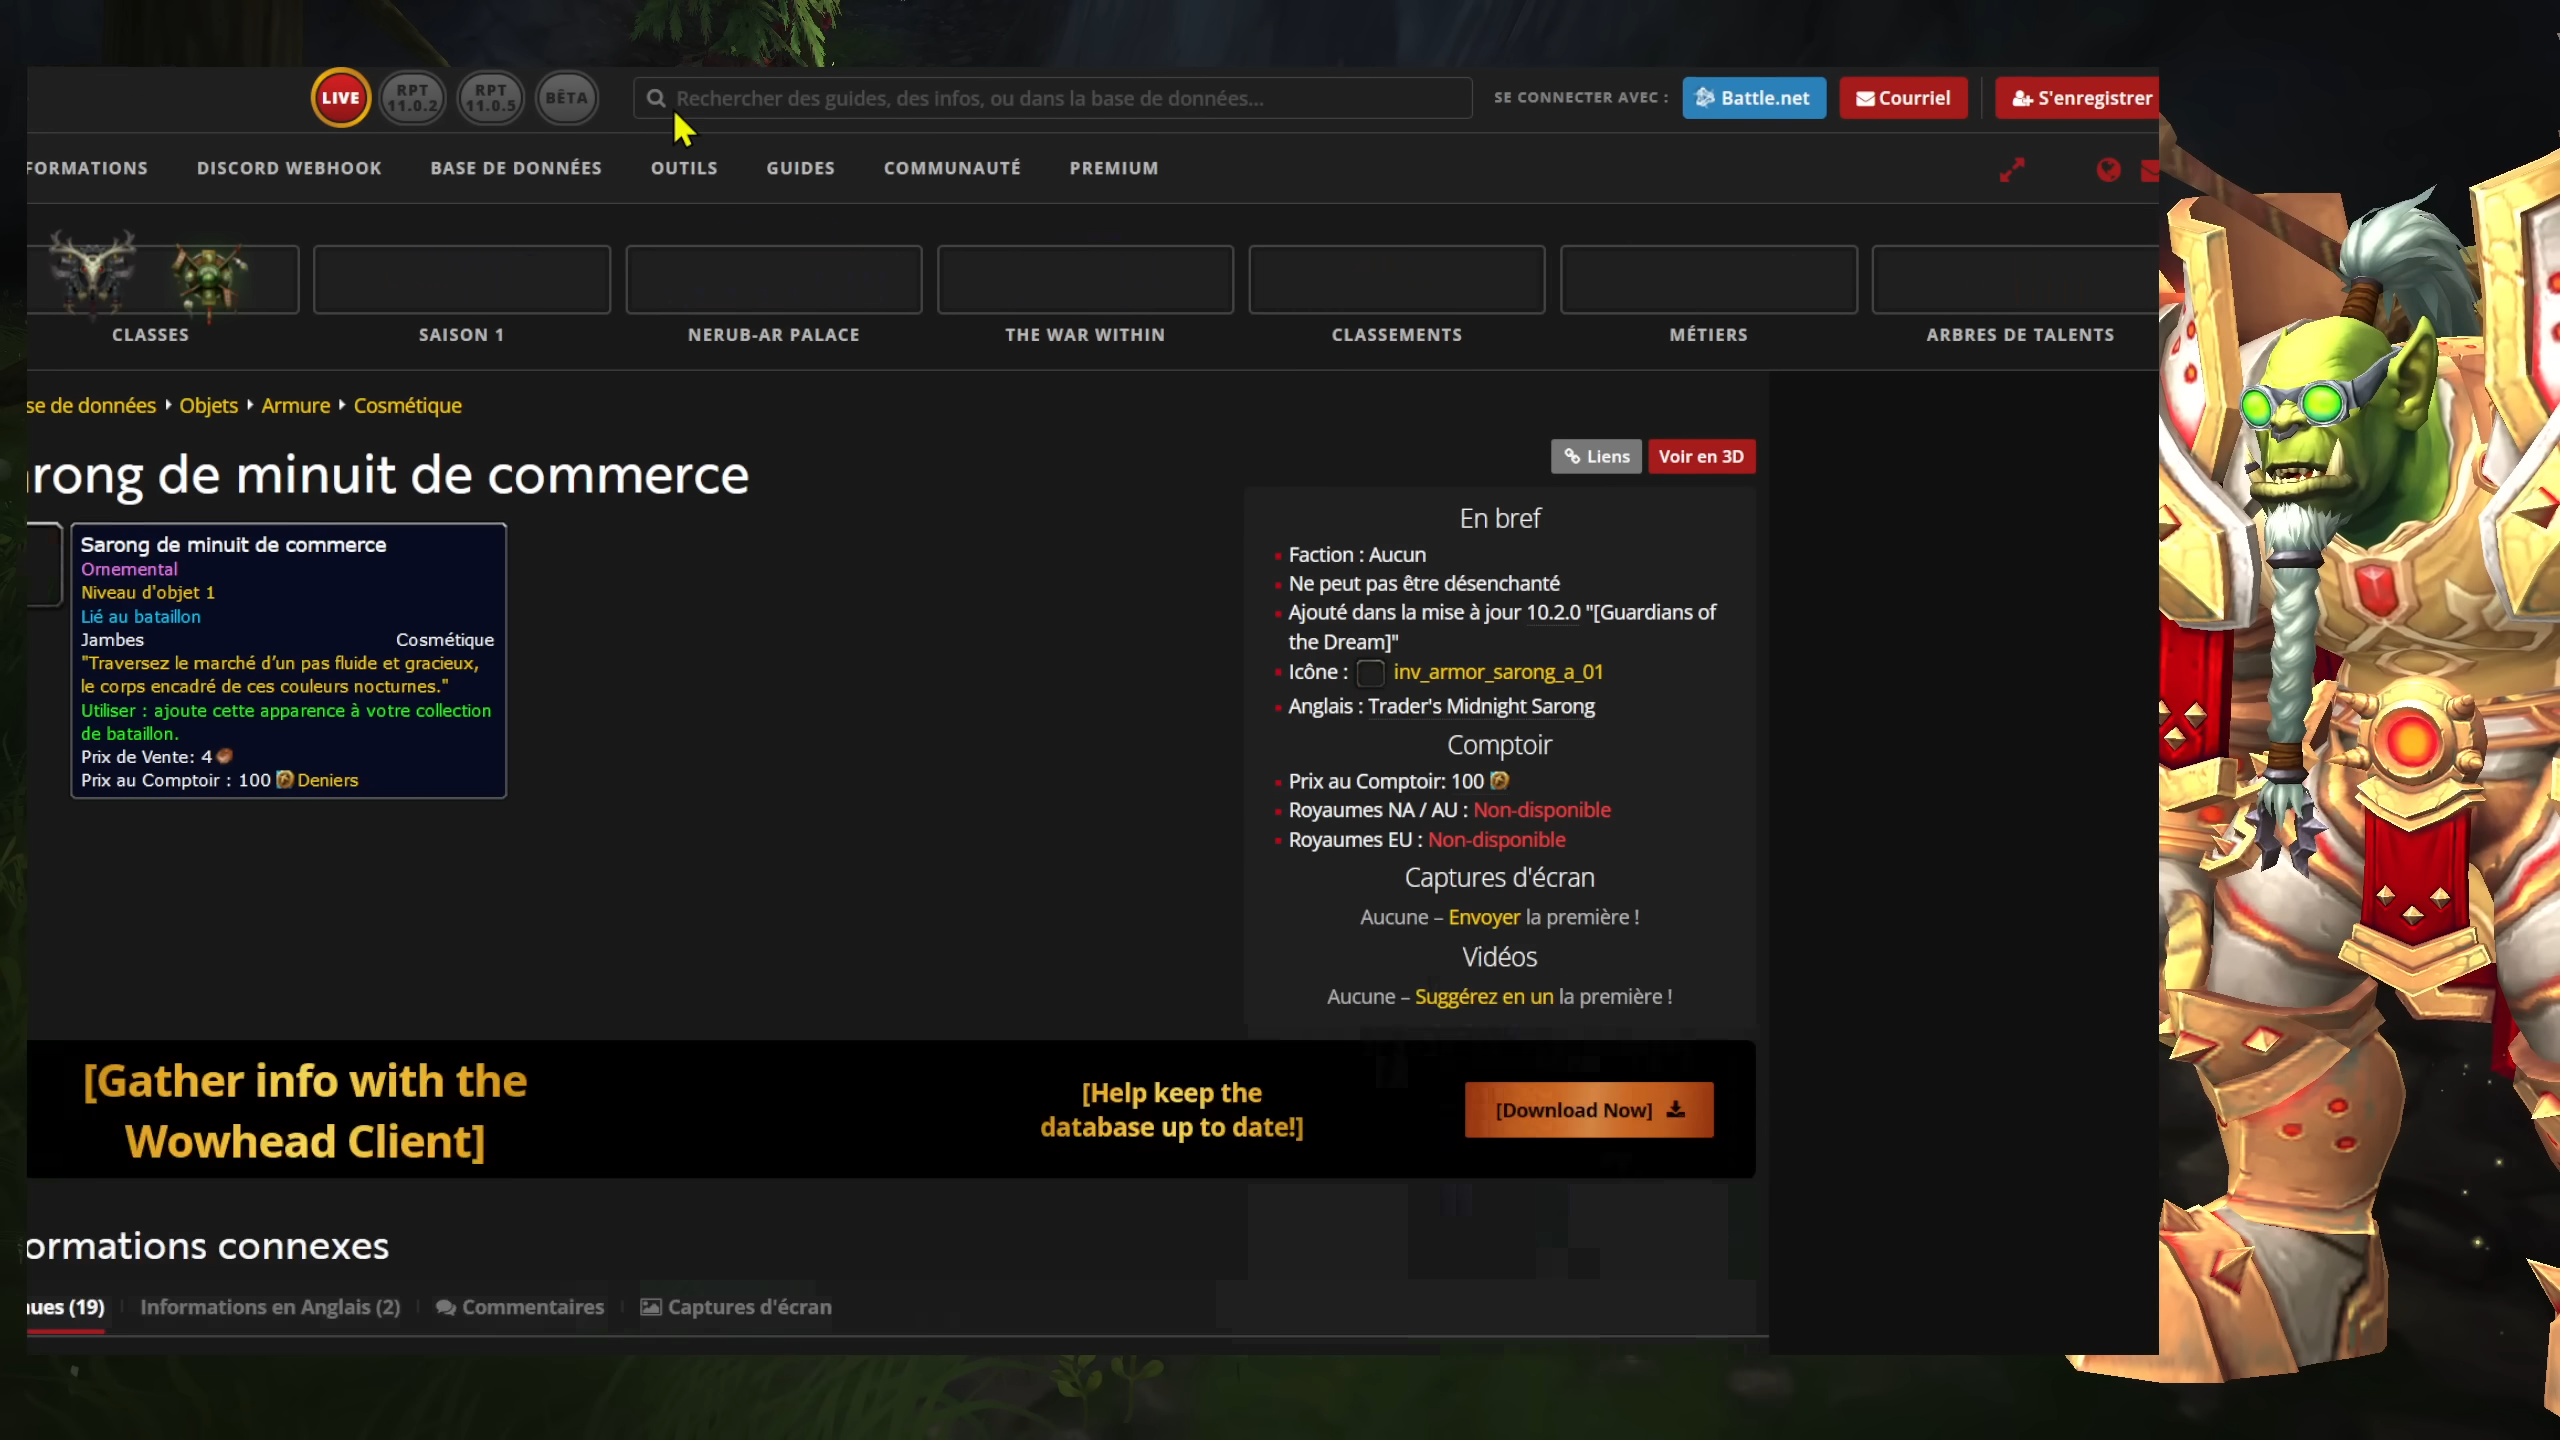 LIVE
RPT 11.0.2
RPT 11.0.5
BÊTA
Rechercher des guides, des infos, ou dans la base de données...
SE CONNECTER AVEC :
Battle.net
Courriel
S'enregistrer
FORMATIONS
DISCORD WEBHOOK
BASE DE DONNÉES
OUTILS
GUIDES
COMMUNAUTÉ
PREMIUM
CLASSES
SAISON 1
NERUB-AR PALACE
THE WAR WITHIN
CLASSEMENTS
MÉTIERS
ARBRES DE TALENTS
se de données
Objets
Armure
Cosmétique
rong de minuit de commerce
Liens
Voir en 3D
Sarong de minuit de commerce
Ornemental
Niveau d'objet 1
Lié au bataillon
Jambes Cosmétique
"Traversez le marché d’un pas fluide et gracieux,
le corps encadré de ces couleurs nocturnes."
Utiliser : ajoute cette apparence à votre collection
de bataillon.
Prix de Vente: 4
Prix au Comptoir : 100 Deniers
En bref
Faction : Aucun
Ne peut pas être désenchanté
Ajouté dans la mise à jour 10.2.0 "[Guardians of
the Dream]"
Icône : inv_armor_sarong_a_01
Anglais : Trader's Midnight Sarong
Comptoir
Prix au Comptoir: 100
Royaumes NA / AU : Non-disponible
Royaumes EU : Non-disponible
Captures d'écran
Aucune – Envoyer la première !
Vidéos
Aucune – Suggérez en un la première !
[Gather info with the
Wowhead Client]
[Help keep the
database up to date!]
[Download Now]
ormations connexes
ues (19)
Informations en Anglais (2)
Commentaires
Captures d'écran